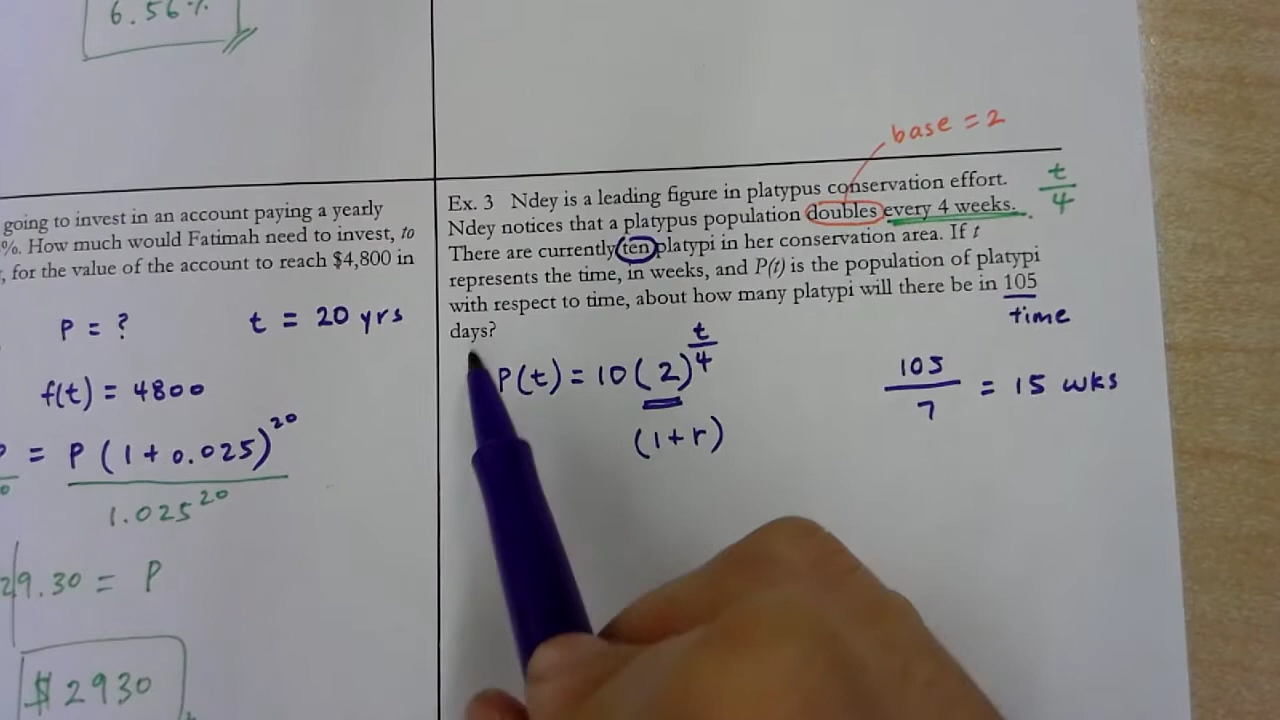 6.56%
going to invest in an account paying a yearly
%. How much would Fatimah need to invest, to
, for the value of the account to reach $4,800 in
P = ?
t = 20 yrs
f(t) = 4800
= P (1 + 0.025)^20
1.025^20
29.30 = P
$2930
base = 2
Ex. 3 Ndey is a leading figure in platypus conservation effort.
Ndey notices that a platypus population doubles every 4 weeks.
t/4
There are currently ten platypi in her conservation area. If t
represents the time, in weeks, and P(t) is the population of platypi
with respect to time, about how many platypi will there be in 105
days?
time
P(t) = 10 (2)^t/4
(1 + r)
105/7 = 15 wks